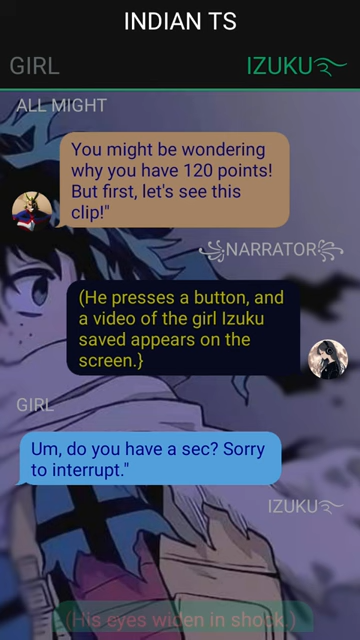 INDIAN TS
GIRL IZUKU
ALL MIGHT
You might be wondering
why you have 120 points!
But first, let's see this
clip!"
꧁NARRATOR꧂
(He presses a button, and
a video of the girl Izuku
saved appears on the
screen.}
GIRL
Um, do you have a sec? Sorry
to interrupt."
IZUKU
(His eyes widen in shock.)